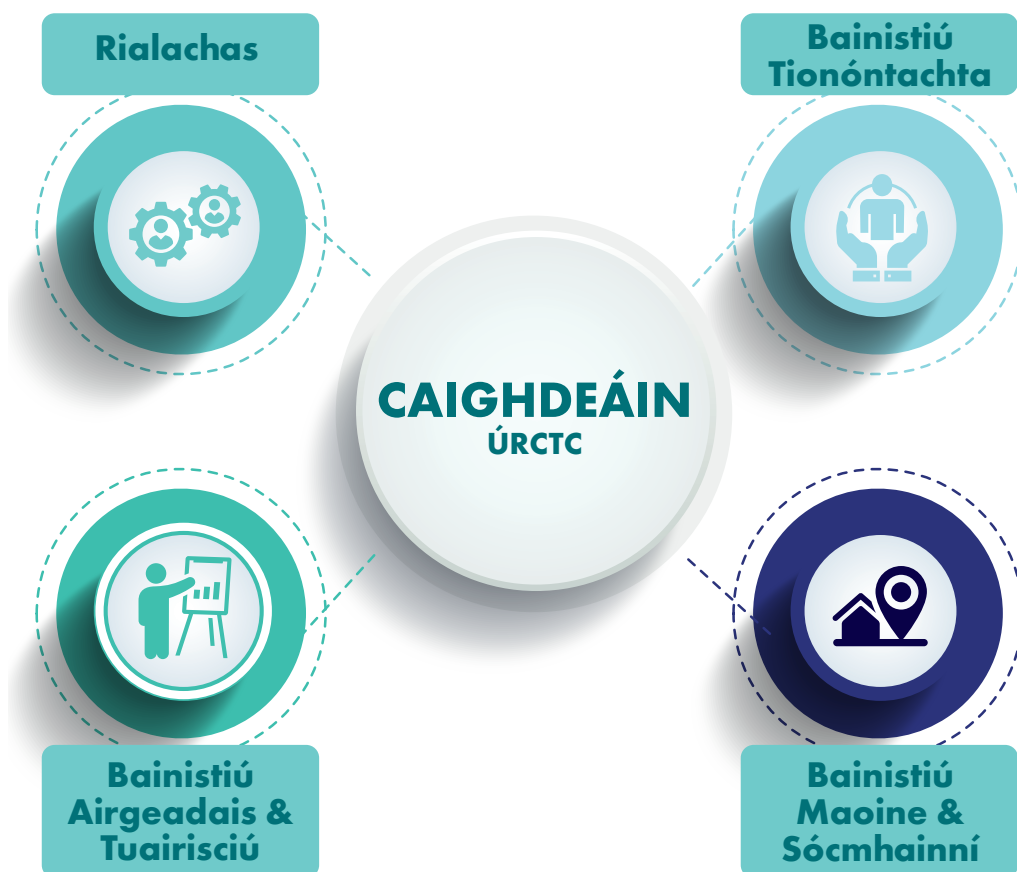 Rialachas
Bainistiú
Tionóntachta
CAIGHDEÁIN
ÚRCTC
Bainistiú
Airgeadais &
Tuairisciú
Bainistiú
Maoine &
Sócmhainní